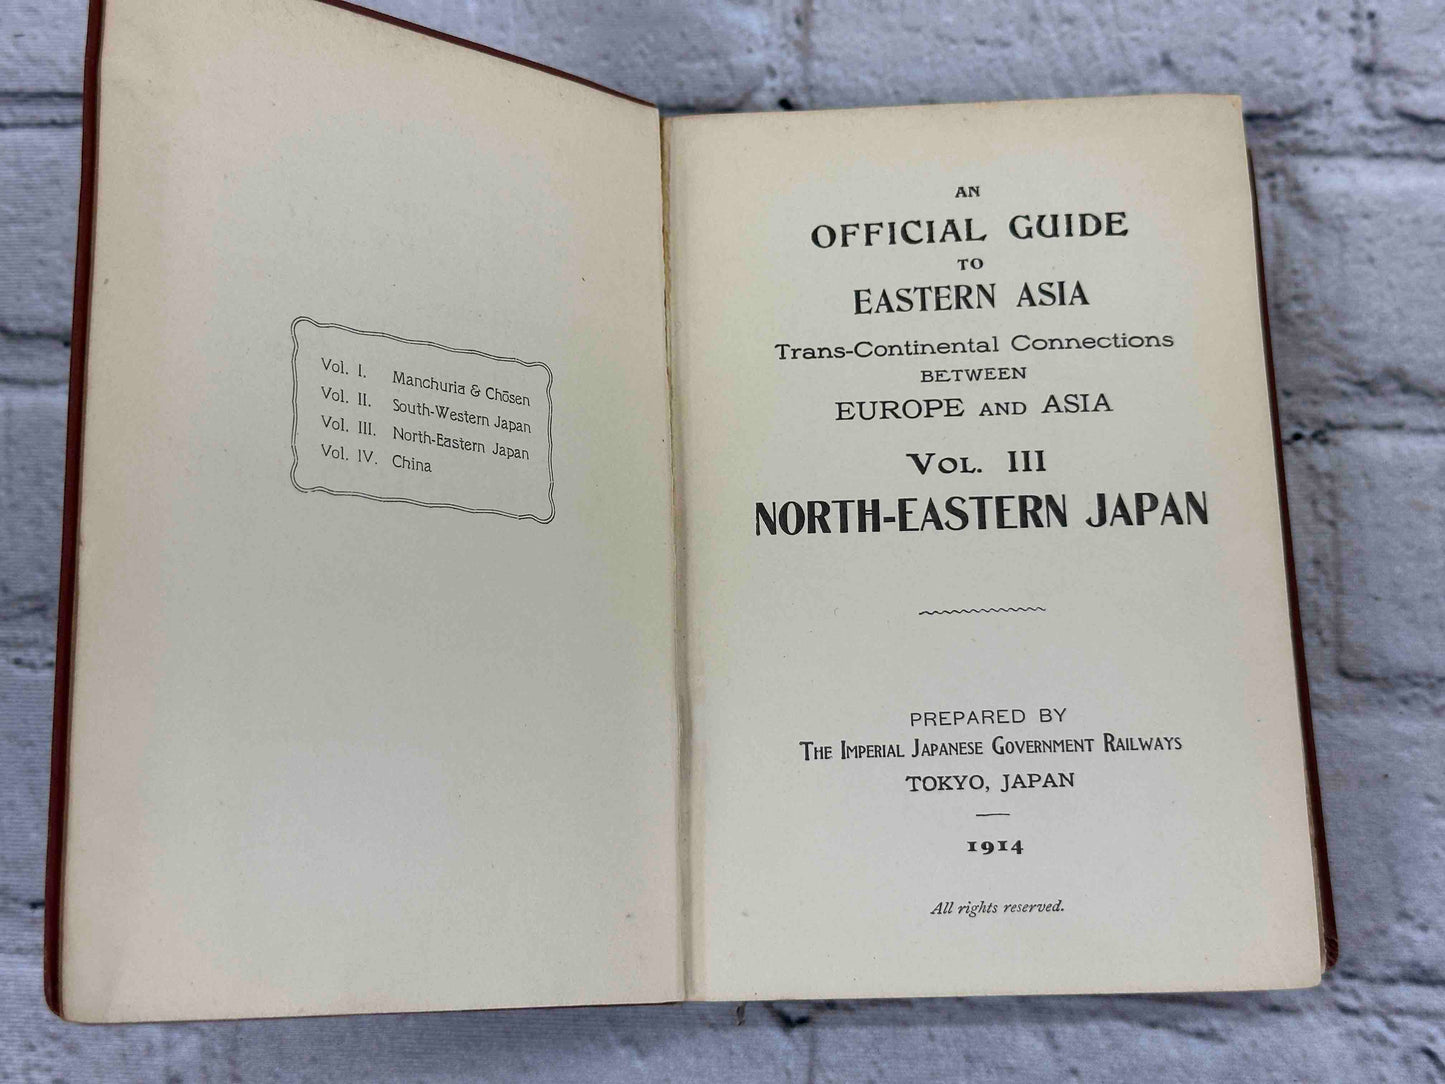 Vol. I. Manchuria & Chōsen
Vol. II. South-Western Japan
Vol. III. North-Eastern Japan
Vol. IV. China
AN
OFFICIAL GUIDE
TO
EASTERN ASIA
Trans-Continental Connections
BETWEEN
EUROPE AND ASIA
VOL. III
NORTH-EASTERN JAPAN
PREPARED BY
THE IMPERIAL JAPANESE GOVERNMENT RAILWAYS
TOKYO, JAPAN
1914
All rights reserved.